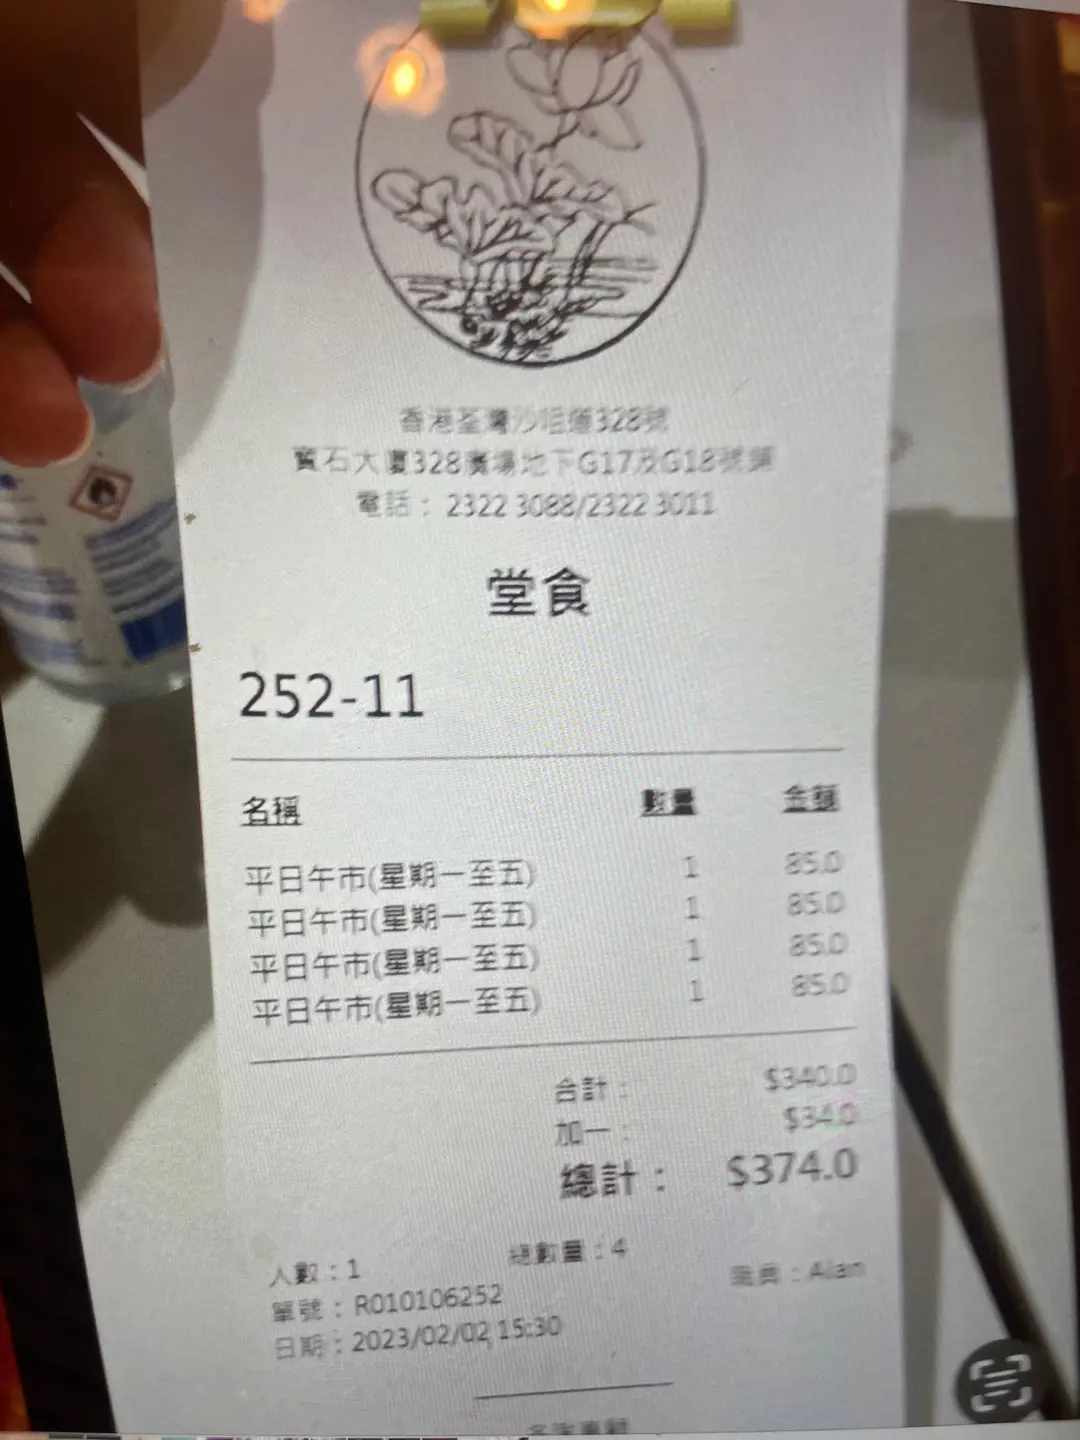 香港荃灣沙咀道328號
寶石大廈328廣場地下G17及G18號舖
電話： 2322 3088/2322 3011
堂食
252-11
名稱 數量 金額
平日午市(星期一至五) 1 85.0
平日午市(星期一至五) 1 85.0
平日午市(星期一至五) 1 85.0
平日午市(星期一至五) 1 85.0
合計： $340.0
加一： $34.0
總計： $374.0
人數：1 總數量：4
單號：R010106252 職員：Alan
日期：2023/02/02 15:30